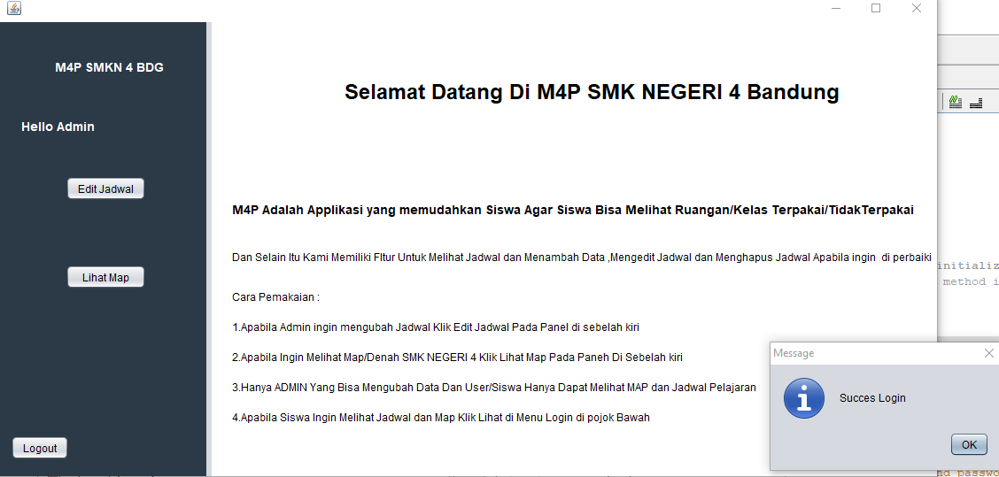 M4P SMKN 4 BDG
Hello Admin
Edit Jadwal
Lihat Map
Logout
Selamat Datang Di M4P SMK NEGERI 4 Bandung
M4P Adalah Applikasi yang memudahkan Siswa Agar Siswa Bisa Melihat Ruangan/Kelas Terpakai/TidakTerpakai
Dan Selain Itu Kami Memiliki FItur Untuk Melihat Jadwal dan Menambah Data ,Mengedit Jadwal dan Menghapus Jadwal Apabila ingin  di perbaiki
Cara Pemakaian :
1.Apabila Admin ingin mengubah Jadwal Klik Edit Jadwal Pada Panel di sebelah kiri
2.Apabila Ingin Melihat Map/Denah SMK NEGERI 4 Klik Lihat Map Pada Paneh Di Sebelah kiri
3.Hanya ADMIN Yang Bisa Mengubah Data Dan User/Siswa Hanya Dapat Melihat MAP dan Jadwal Pelajaran
4.Apabila Siswa Ingin Melihat Jadwal dan Map Klik Lihat di Menu Login di pojok Bawah
initializ
method i
Message
Succes Login
OK